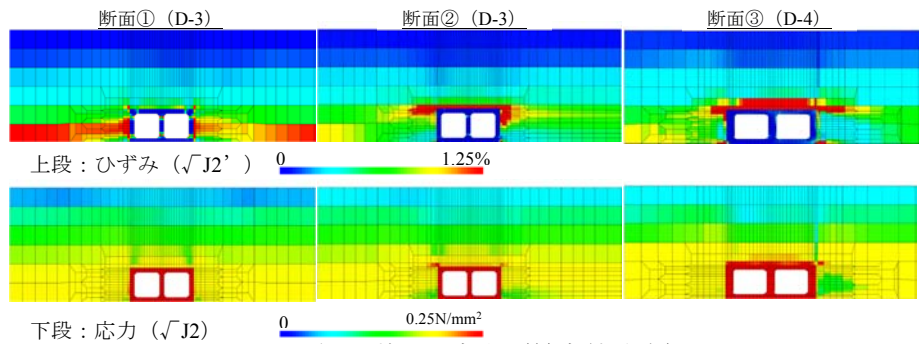 断面①（D-3）
断面②（D-3）
断面③（D-4）
上段：ひずみ（√J2’） 0 1.25%
下段：応力（√J2） 0 0.25N/mm²